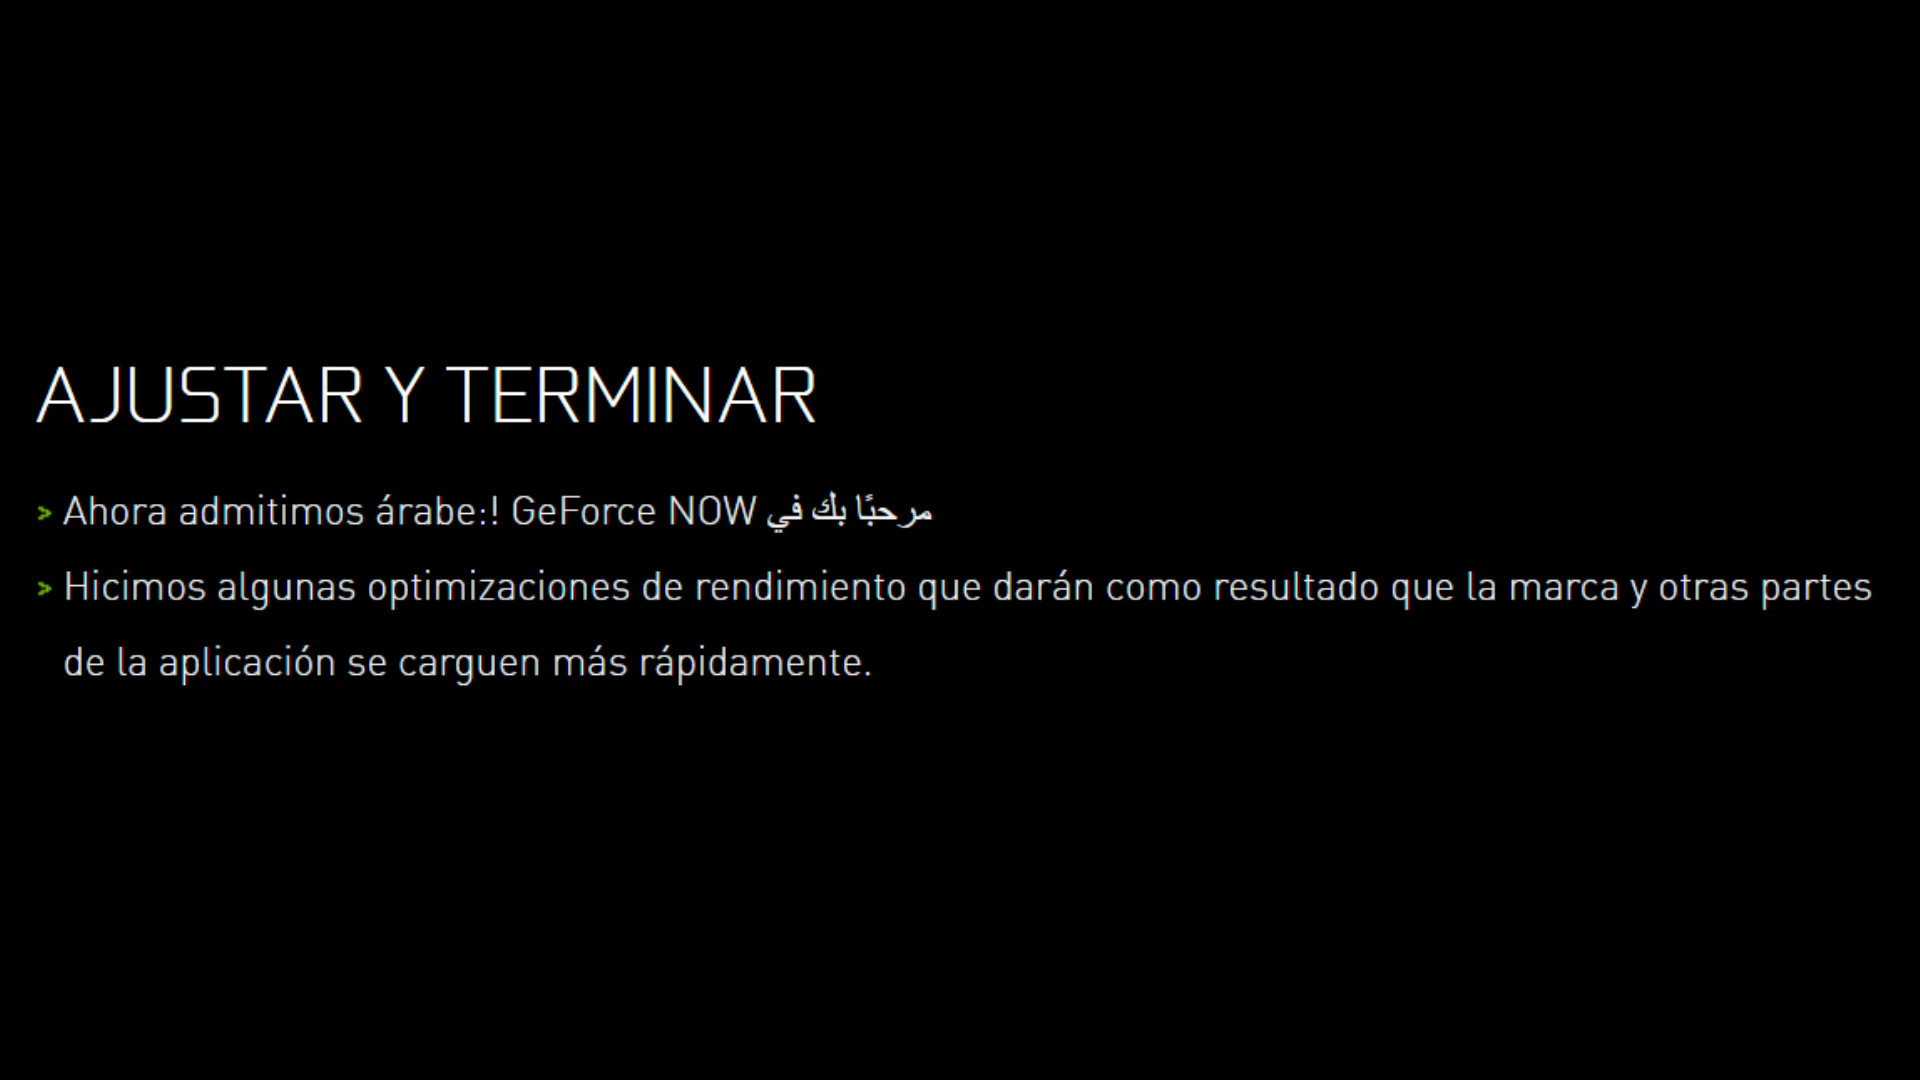 AJUSTAR Y TERMINAR
> Ahora admitimos árabe:! GeForce NOW مرحبًا بك في
> Hicimos algunas optimizaciones de rendimiento que darán como resultado que la marca y otras partes
de la aplicación se carguen más rápidamente.